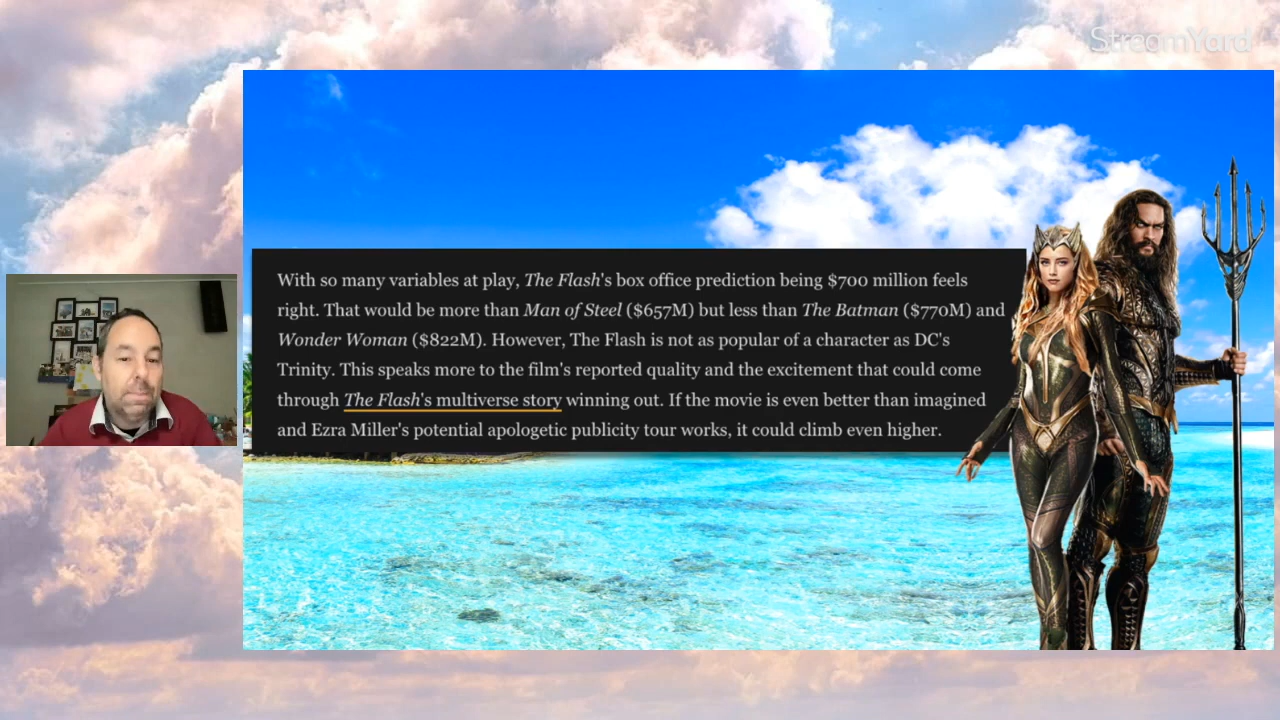 StreamYard
With so many variables at play, The Flash's box office prediction being $700 million feels
right. That would be more than Man of Steel ($657M) but less than The Batman ($770M) and
Wonder Woman ($822M). However, The Flash is not as popular of a character as DC's
Trinity. This speaks more to the film's reported quality and the excitement that could come
through The Flash's multiverse story winning out. If the movie is even better than imagined
and Ezra Miller's potential apologetic publicity tour works, it could climb even higher.